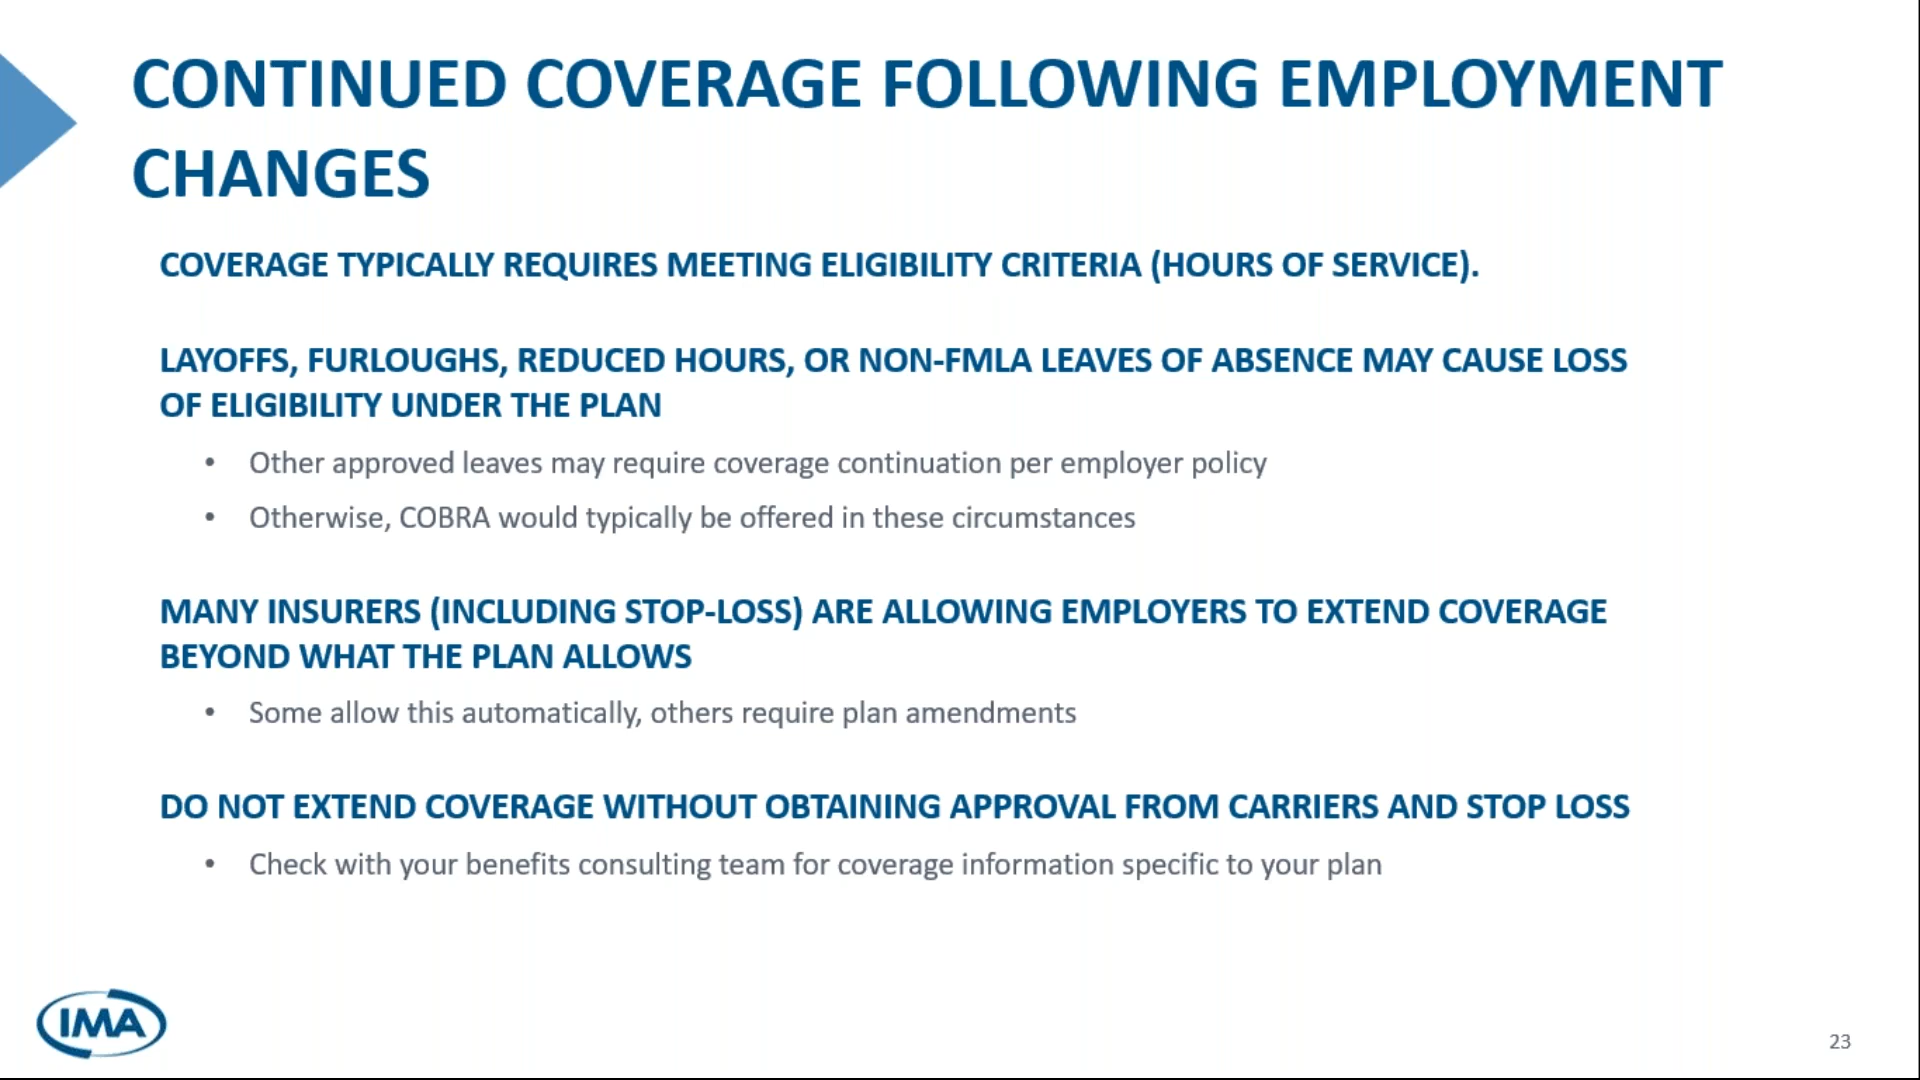 CONTINUED COVERAGE FOLLOWING EMPLOYMENT
CHANGES
COVERAGE TYPICALLY REQUIRES MEETING ELIGIBILITY CRITERIA (HOURS OF SERVICE).
LAYOFFS, FURLOUGHS, REDUCED HOURS, OR NON-FMLA LEAVES OF ABSENCE MAY CAUSE LOSS
OF ELIGIBILITY UNDER THE PLAN
• Other approved leaves may require coverage continuation per employer policy
• Otherwise, COBRA would typically be offered in these circumstances
MANY INSURERS (INCLUDING STOP-LOSS) ARE ALLOWING EMPLOYERS TO EXTEND COVERAGE
BEYOND WHAT THE PLAN ALLOWS
• Some allow this automatically, others require plan amendments
DO NOT EXTEND COVERAGE WITHOUT OBTAINING APPROVAL FROM CARRIERS AND STOP LOSS
• Check with your benefits consulting team for coverage information specific to your plan
IMA
23